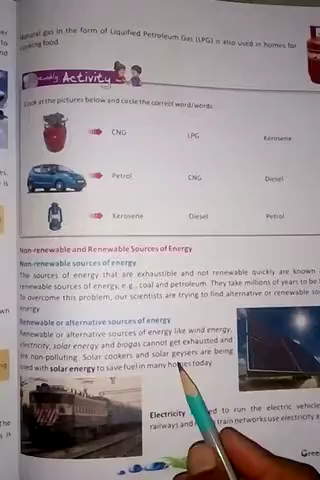 Natural gas in the form of Liquified Petroleum Gas (LPG) is also used in homes for
cooking food.
Activity
Look at the pictures below and circle the correct word/words.
CNG LPG Kerosene
Petrol CNG Diesel
Kerosene Diesel Petrol
Non-renewable and Renewable Sources of Energy
Non-renewable sources of energy
The sources of energy that are exhaustible and not renewable quickly are known
renewable sources of energy, e.g., coal and petroleum. They take millions of years to be
To overcome this problem, our scientists are trying to find alternative or renewable
energy
Renewable or alternative sources of energy
Renewable or alternative sources of energy like wind energy,
electricity, solar energy and biogas cannot get exhausted and
are non-polluting. Solar cookers and solar geysers are being
used with solar energy to save fuel in many homes today
Electricity to run the electric vehicle
railways and train networks use electricity